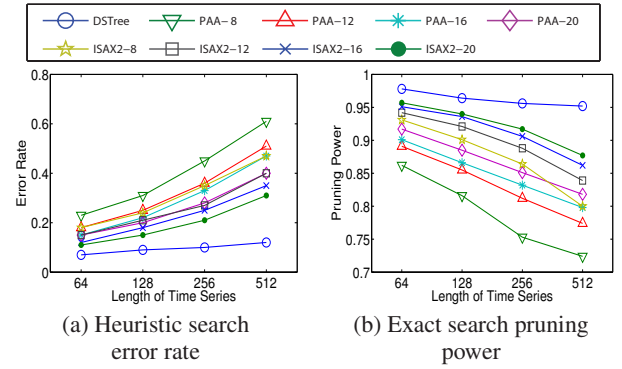 DSTree PAA-8 PAA-12 PAA-16 PAA-20
ISAX2-8 ISAX2-12 ISAX2-16 ISAX2-20
0.8
0.6
0.4
0.2
0
Error Rate
64 128 256 512
Length of Time Series
(a) Heuristic search
error rate
1
0.95
0.9
0.85
0.8
0.75
0.7
Pruning Power
64 128 256 512
Length of Time Series
(b) Exact search pruning
power